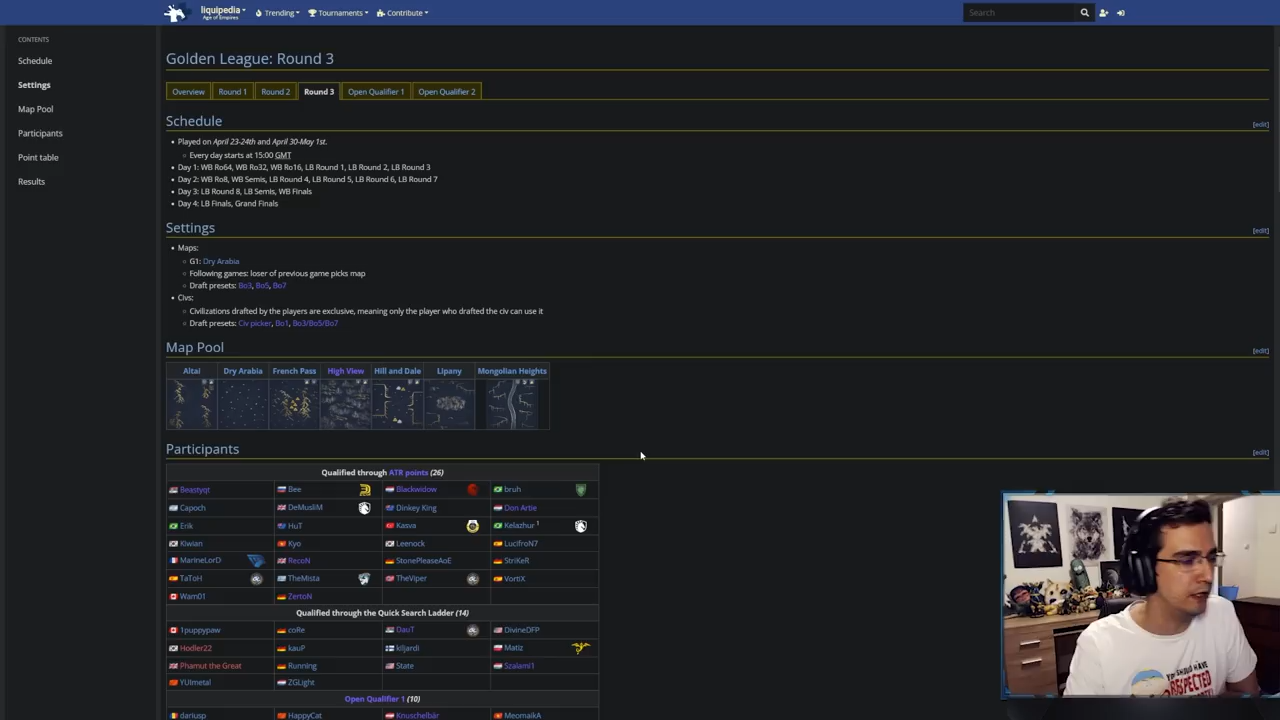 liquipedia
Age of Empires
Trending
Tournaments
Contribute
Search
CONTENTS
Schedule
Settings
Map Pool
Participants
Point table
Results
Golden League: Round 3
Overview
Round 1
Round 2
Round 3
Open Qualifier 1
Open Qualifier 2
Schedule
[edit]
Played on April 23-24th and April 30-May 1st.
Every day starts at 15:00 GMT
Day 1: WB Ro64, WB Ro32, WB Ro16, LB Round 1, LB Round 2, LB Round 3
Day 2: WB Ro8, WB Semis, LB Round 4, LB Round 5, LB Round 6, LB Round 7
Day 3: LB Round 8, LB Semis, WB Finals
Day 4: LB Finals, Grand Finals
Settings
[edit]
Maps:
G1: Dry Arabia
Following games: loser of previous game picks map
Draft presets: Bo3, Bo5, Bo7
Civs:
Civilizations drafted by the players are exclusive, meaning only the player who drafted the civ can use it
Draft presets: Civ picker, Bo1, Bo3/Bo5/Bo7
Map Pool
[edit]
Altai Dry Arabia French Pass High View Hill and Dale Lipany Mongolian Heights
Participants
[edit]
Qualified through ATR points (26)
Beastyqt Bee Blackwidow bruh
Capoch DeMusliM Dinkey King Don Artie
Erik HuT Kasva Kelazhur 1
Kiwian Kyo Leenock LucifroN7
MarineLorD RecoN StonePleaseAoE StriKeR
TaToH TheMista TheViper VortiX
Wam01 ZertoN
Qualified through the Quick Search Ladder (14)
1puppypaw coRe DauT DivineDFP
Hodler22 kauP kiljardi Matiz
Phamut the Great Running State Szalami1
YUImetal ZGLight
Open Qualifier 1 (10)
dariusp HappyCat Knuschelbär MeomaikA
YOU SHOULD HAVE
RESPECTED